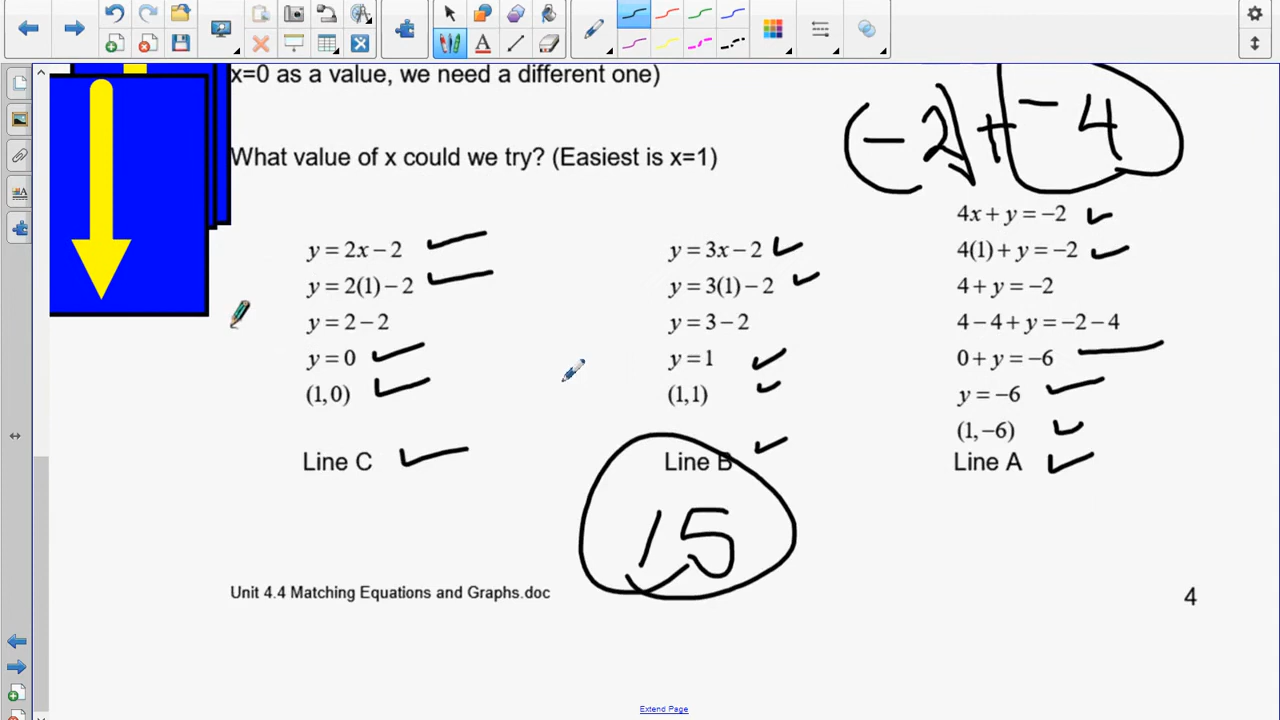 x=0 as a value, we need a different one)
(-2)+-4
What value of x could we try? (Easiest is x=1)
y = 2x − 2
y = 2(1) − 2
y = 2 − 2
y = 0
(1, 0)
Line C
y = 3x − 2
y = 3(1) − 2
y = 3 − 2
y = 1
(1, 1)
Line B
4x + y = −2
4(1) + y = −2
4 + y = −2
4 − 4 + y = −2 − 4
0 + y = −6
y = −6
(1, −6)
Line A
15
Unit 4.4 Matching Equations and Graphs.doc
4
Extend Page